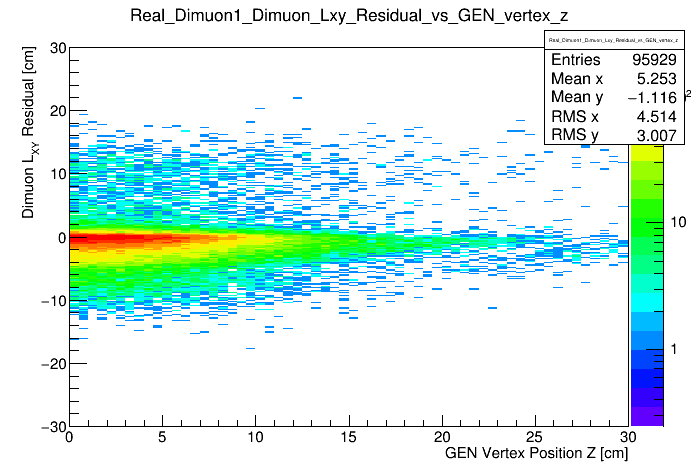 Real_Dimuon1_Dimuon_Lxy_Residual_vs_GEN_vertex_z
Real_Dimuon1_Dimuon_Lxy_Residual_vs_GEN_vertex_z
Entries 95929
Mean x 5.253
Mean y −1.116
RMS x 4.514
RMS y 3.007
Dimuon LXY Residual [cm]
30
20
10
0
−10
−20
−30
0 5 10 15 20 25 30
GEN Vertex Position Z [cm]
2
10
1